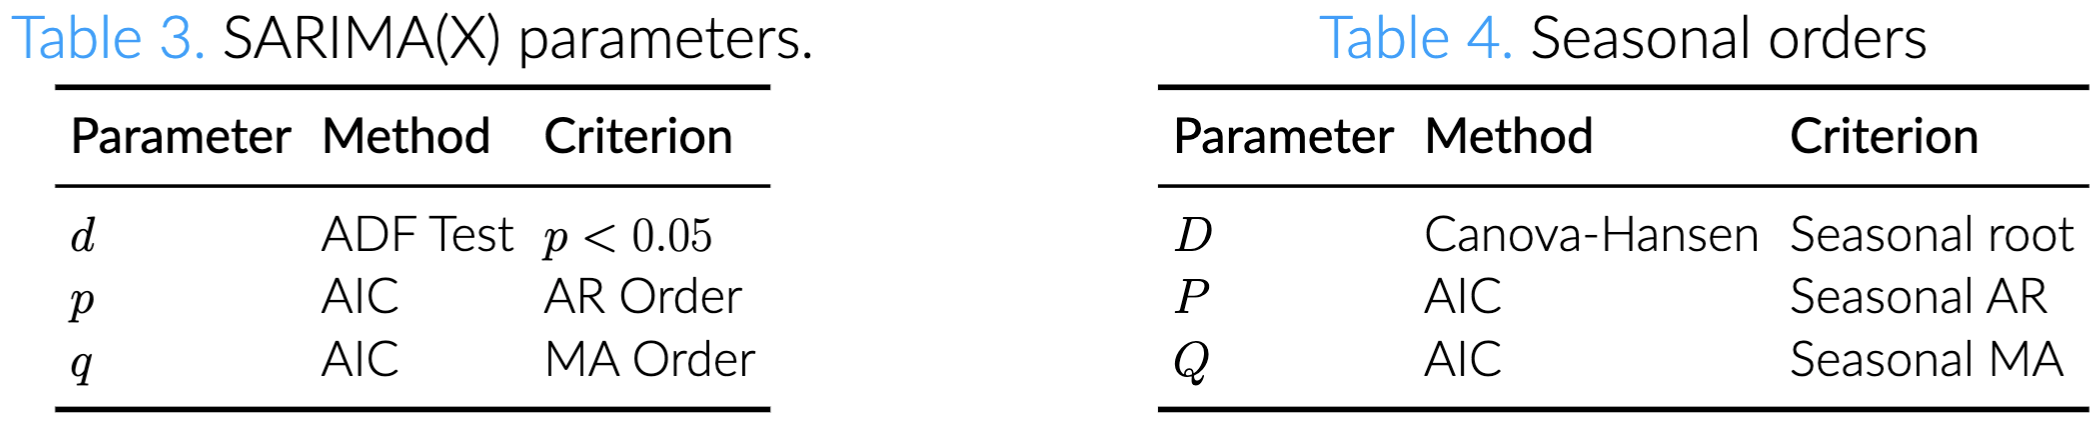 Table 3. SARIMA(X) parameters.
Parameter Method Criterion
d ADF Test p < 0.05
p AIC AR Order
q AIC MA Order
Table 4. Seasonal orders
Parameter Method Criterion
D Canova-Hansen Seasonal root
P AIC Seasonal AR
Q AIC Seasonal MA